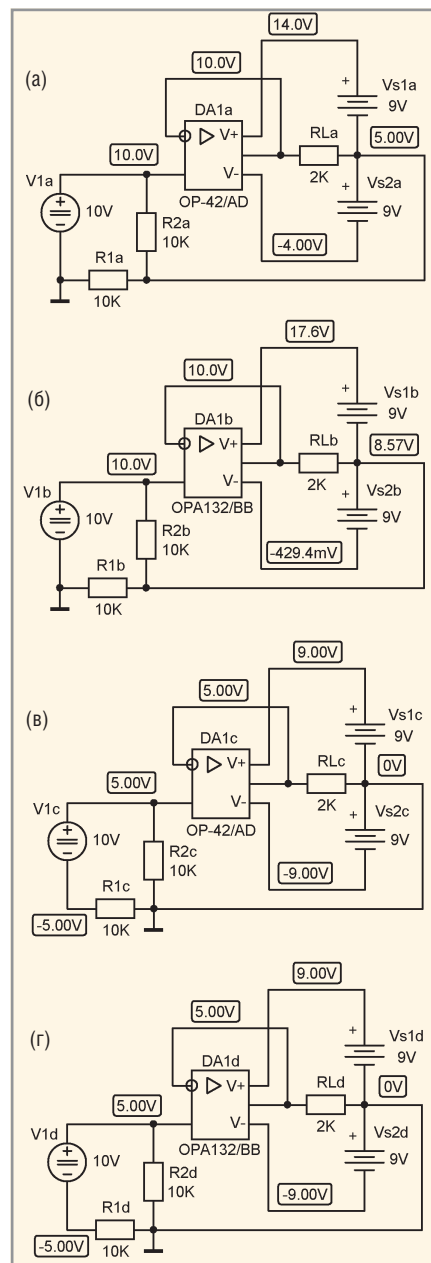 14.0V
(а)
10.0V
DA1a
Vs1a
V+
9V
5.00V
10.0V
RLa
V1a
V-
2K
Vs2a
OP-42/AD
9V
10V
R2a
10K
-4.00V
R1a
10K
17.6V
(б)
10.0V
DA1b
Vs1b
V+
9V
8.57V
10.0V
RLb
V1b
V-
2K
Vs2b
OPA132/BB
9V
10V
R2b
10K
-429.4mV
R1b
10K
9.00V
(в)
5.00V
DA1c
Vs1c
V+
9V
0V
5.00V
RLc
V1c
V-
2K
Vs2c
OP-42/AD
9V
10V
R2c
10K
-9.00V
R1c
-5.00V
10K
9.00V
(г)
5.00V
DA1d
Vs1d
V+
9V
0V
5.00V
RLd
V1d
V-
2K
Vs2d
OPA132/BB
9V
10V
R2d
10K
-9.00V
R1d
-5.00V
10K